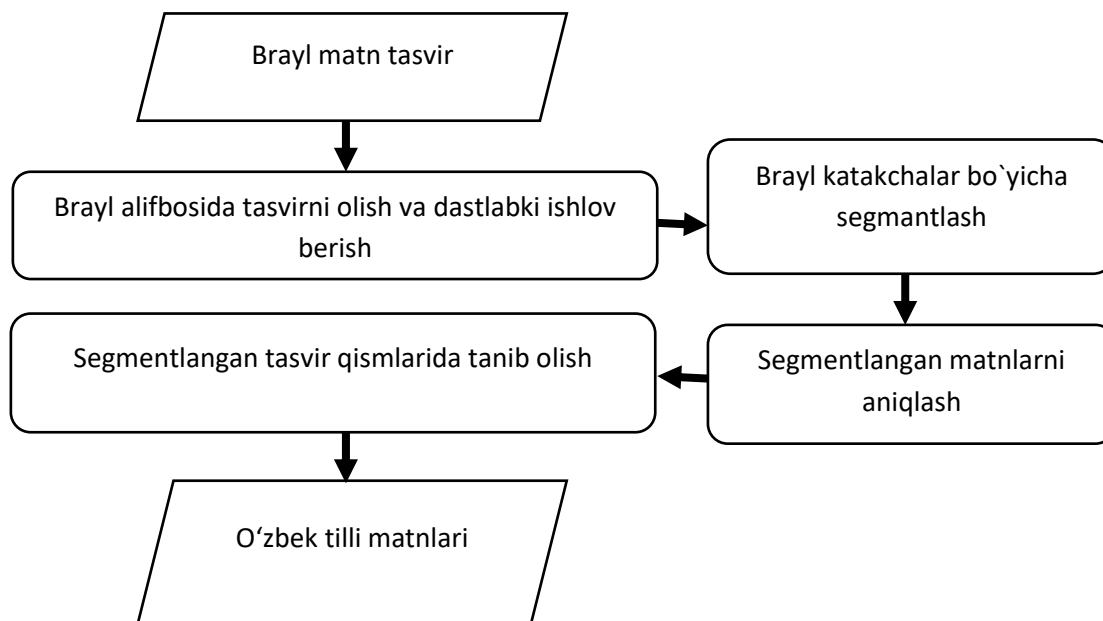 Brayl matn tasvir
Brayl alifbosida tasvirni olish va dastlabki ishlov
berish
Brayl katakchalar bo`yicha
segmantlash
Segmentlangan matnlarni
aniqlash
Segmentlangan tasvir qismlarida tanib olish
O‘zbek tilli matnlari